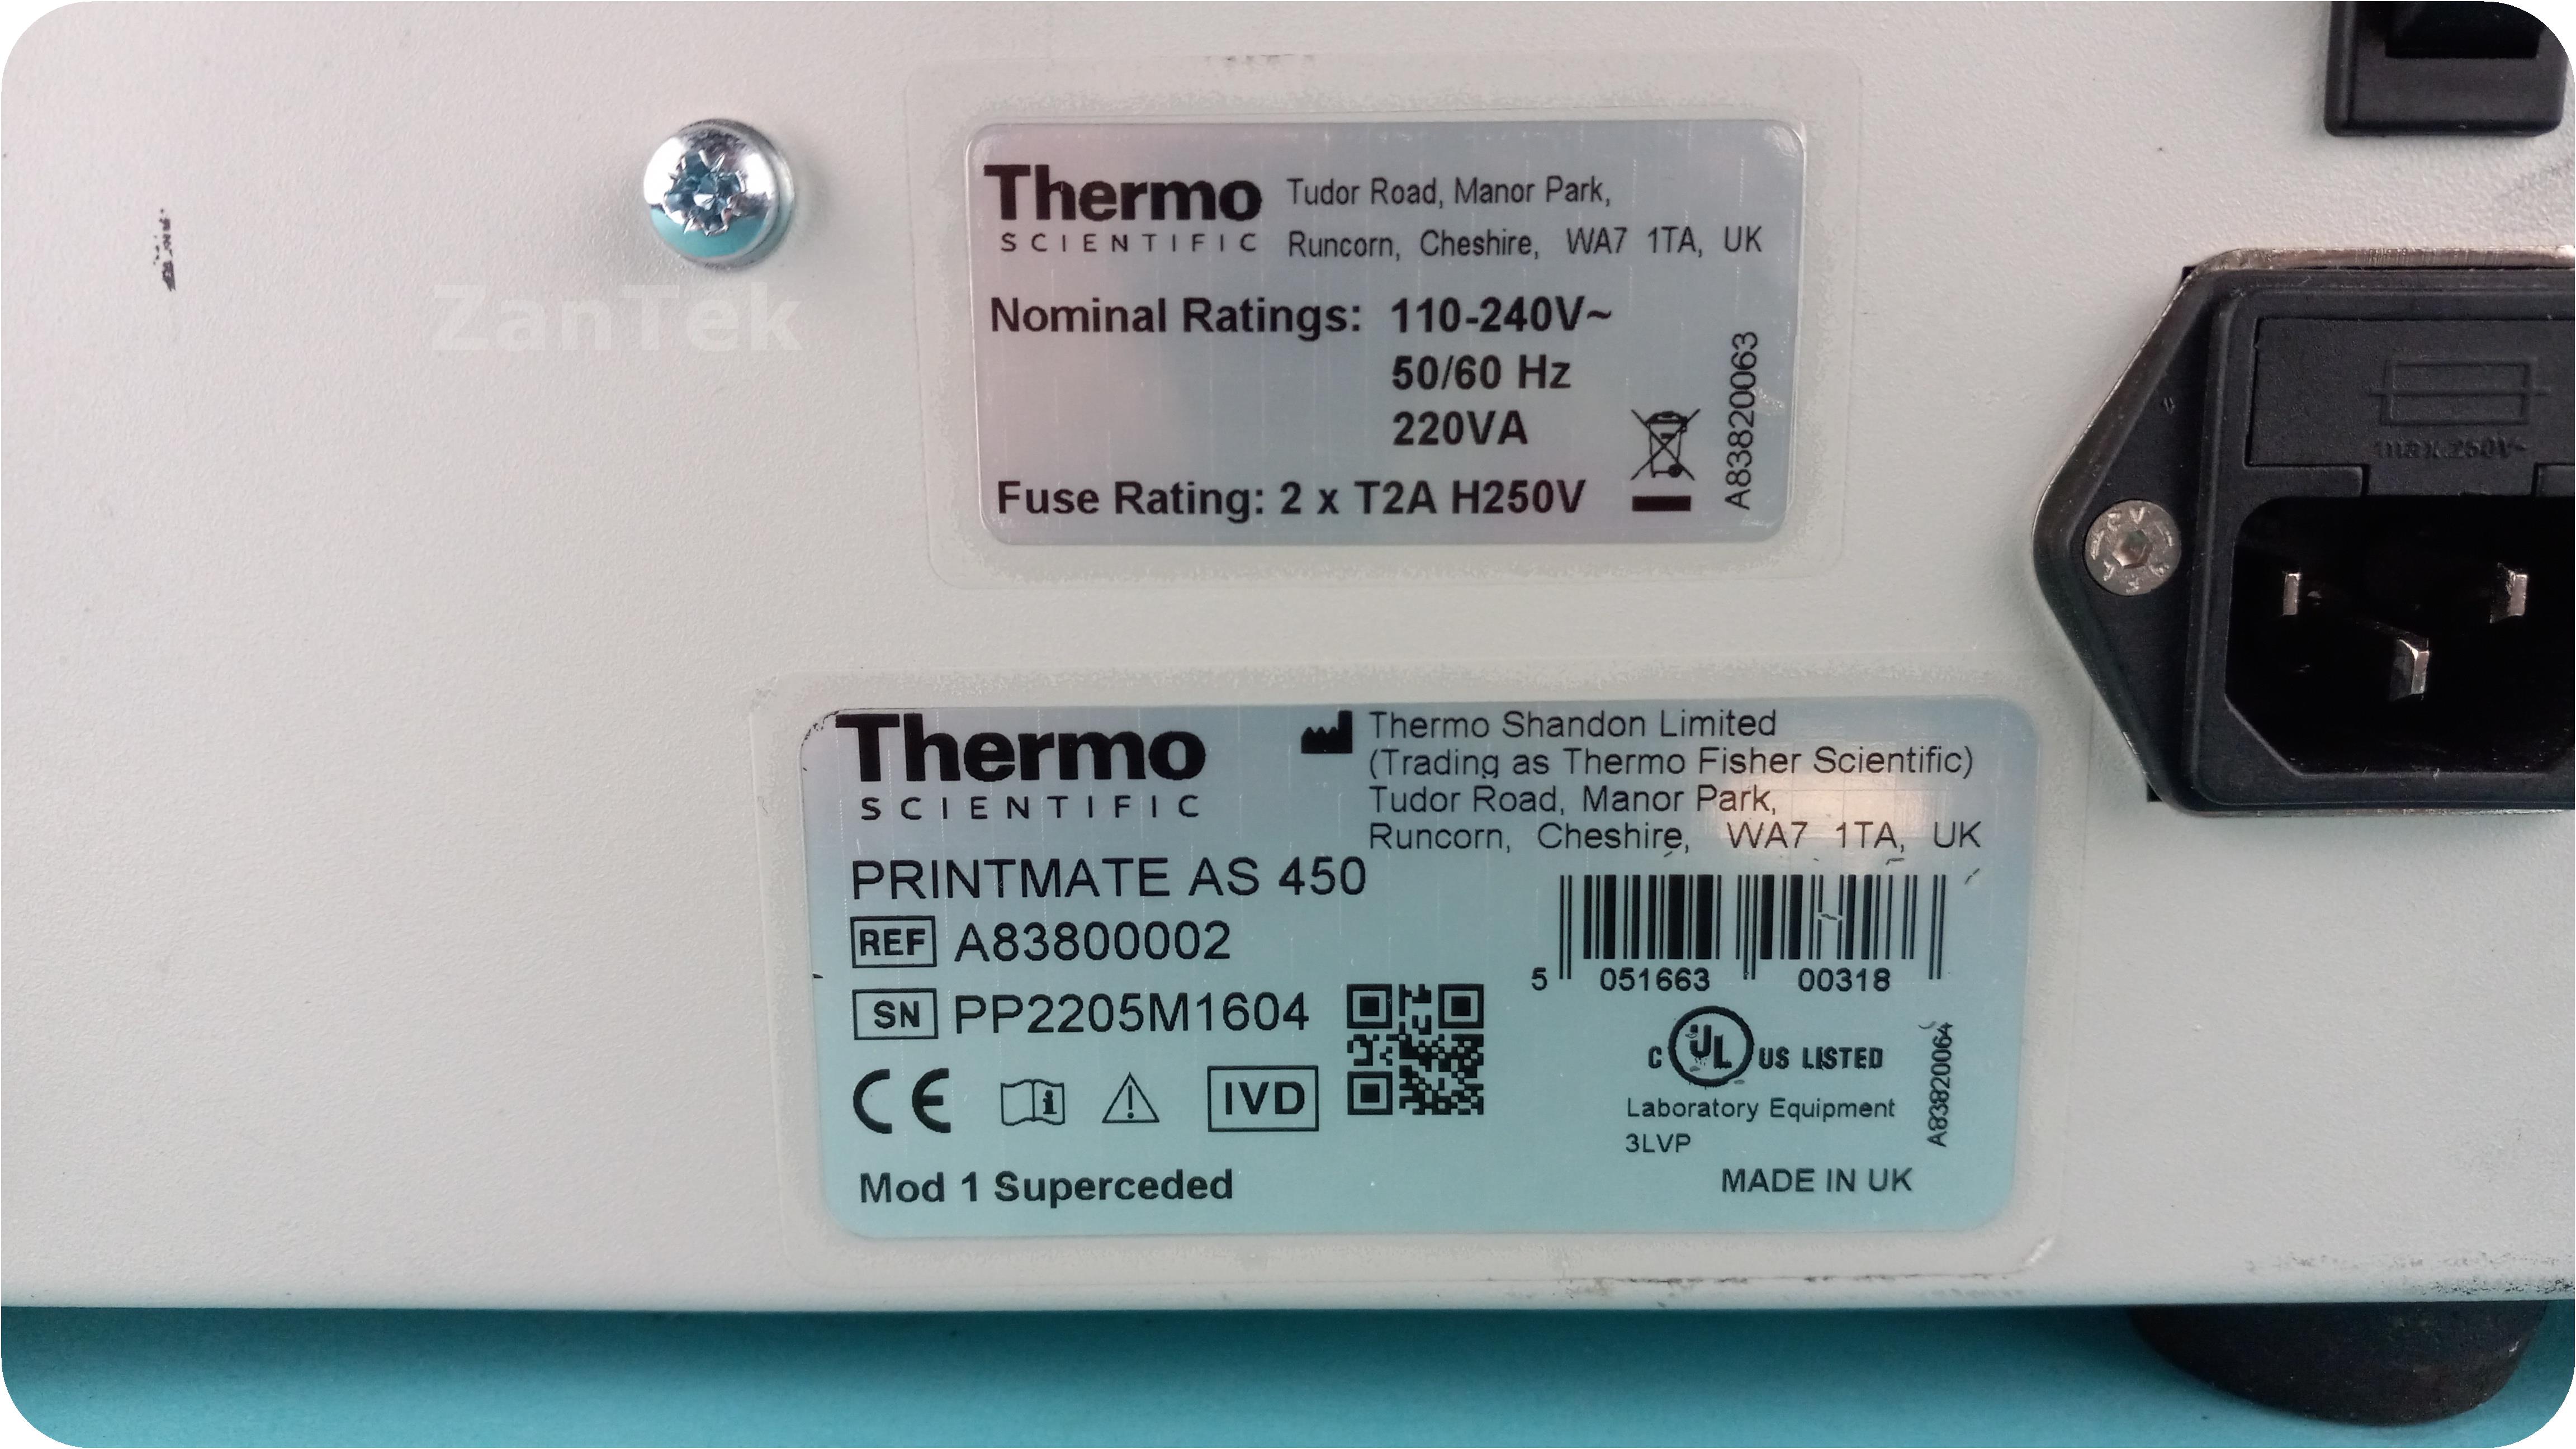 Thermo
SCIENTIFIC
Tudor Road, Manor Park,
Runcorn, Cheshire, WA7 1TA, UK
Nominal Ratings: 110-240V~
50/60 Hz
220VA
Fuse Rating: 2 x T2A H250V
A83820063
ZanTek
max.250V~
Thermo
SCIENTIFIC
Thermo Shandon Limited
(Trading as Thermo Fisher Scientific)
Tudor Road, Manor Park,
Runcorn, Cheshire, WA7 1TA, UK
PRINTMATE AS 450
REF A83800002
SN PP2205M1604
5 051663 00318
CE i IVD
C UL US LISTED
Laboratory Equipment
3LVP
A83820064
Mod 1 Superceded
MADE IN UK